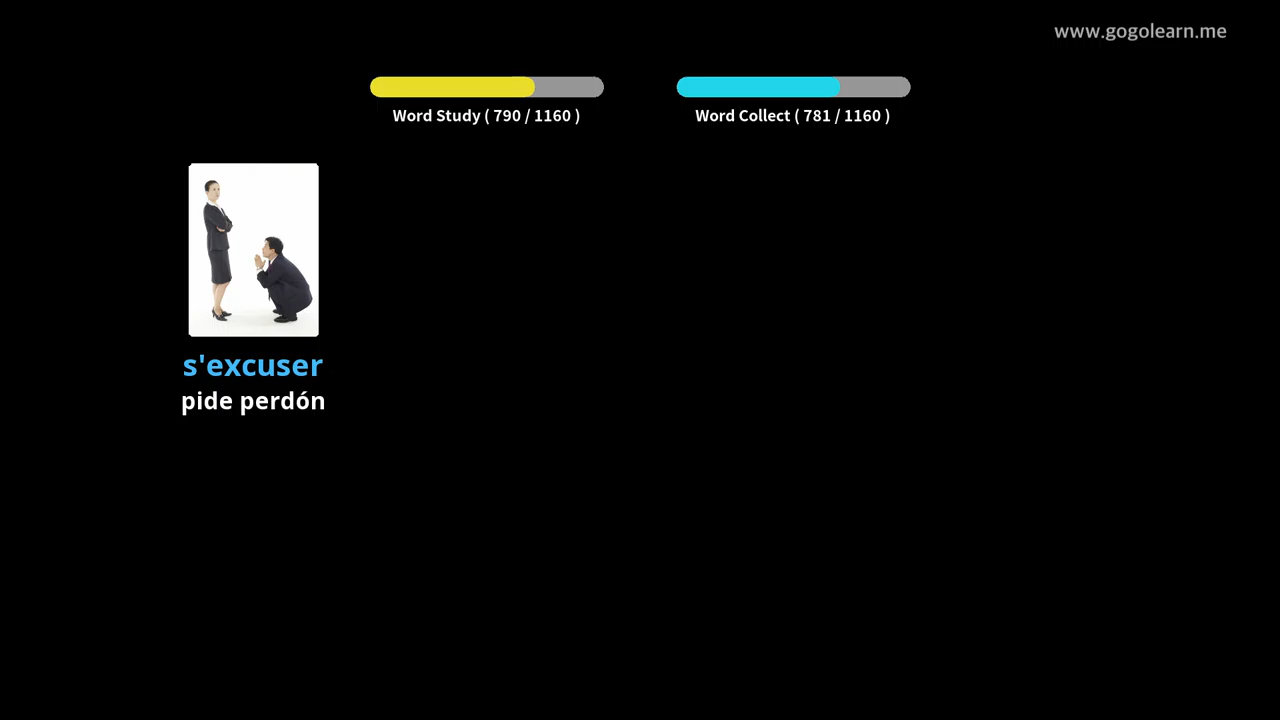 www.gogolearn.me
Word Study ( 790 / 1160 )
Word Collect ( 781 / 1160 )
s'excuser
pide perdón